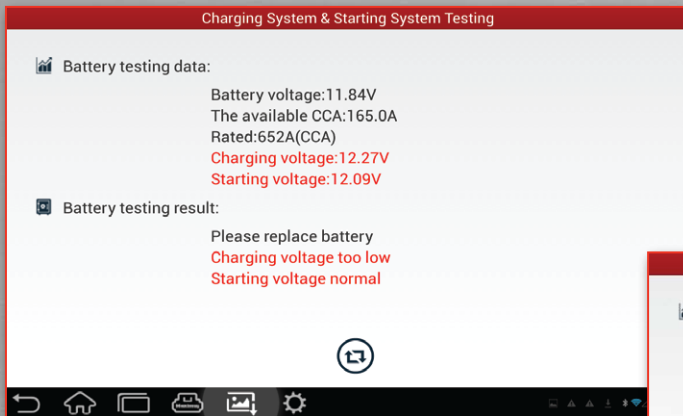 Charging System & Starting System Testing
Battery testing data:
Battery voltage:11.84V
The available CCA:165.0A
Rated:652A(CCA)
Charging voltage:12.27V
Starting voltage:12.09V
Battery testing result:
Please replace battery
Charging voltage too low
Starting voltage normal